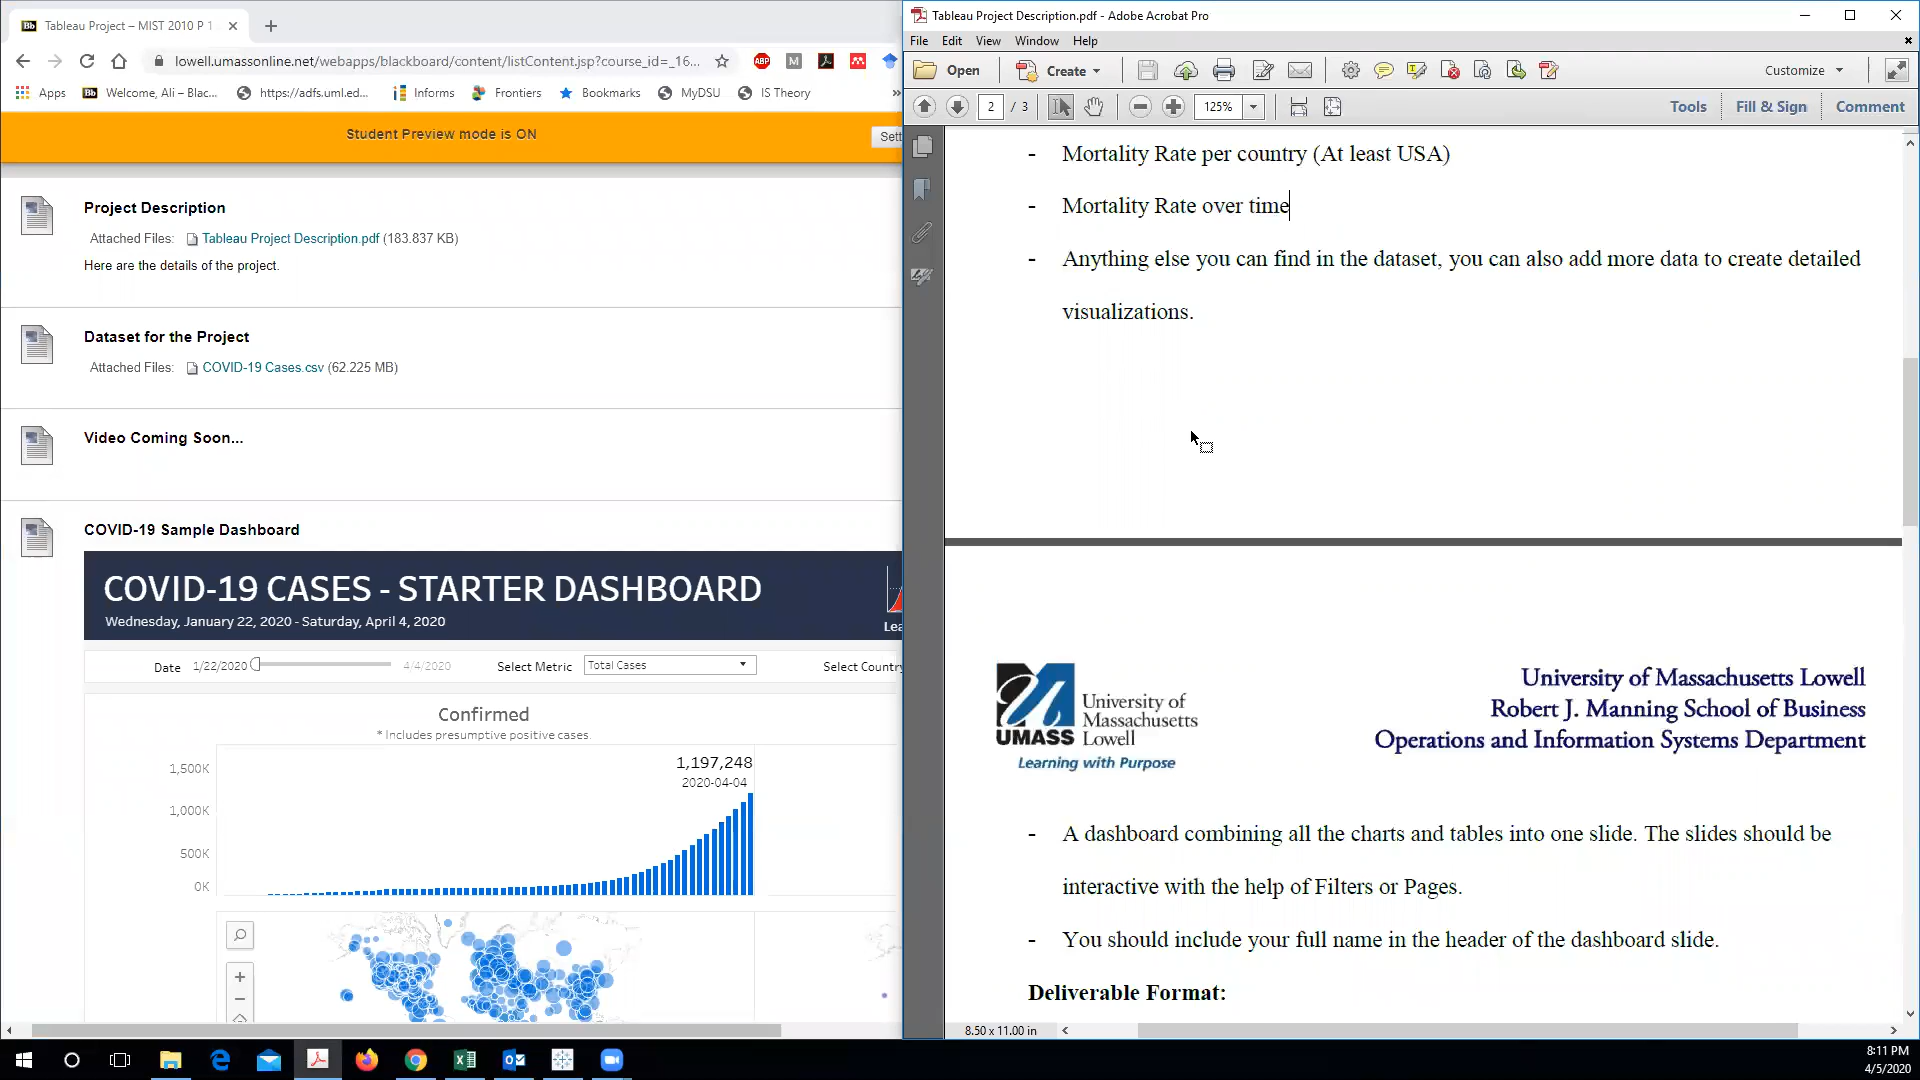 Tableau Project – MIST 2010 P 1
lowell.umassonline.net/webapps/blackboard/content/listContent.jsp?course_id=_16...
ABP
M
Apps
Bb
Welcome, Ali – Blac...
https://adfs.uml.ed...
Informs
Frontiers
Bookmarks
MyDSU
IS Theory
»
Student Preview mode is ON
Sett
Project Description
Attached Files: Tableau Project Description.pdf (183.837 KB)
Here are the details of the project.
Dataset for the Project
Attached Files: COVID-19 Cases.csv (62.225 MB)
Video Coming Soon...
COVID-19 Sample Dashboard
COVID-19 CASES - STARTER DASHBOARD
Wednesday, January 22, 2020 - Saturday, April 4, 2020
Lea
Date 1/22/2020 4/4/2020 Select Metric Total Cases Select Country
Confirmed
* Includes presumptive positive cases.
1,197,248
2020-04-04
1,500K
1,000K
500K
0K
Tableau Project Description.pdf - Adobe Acrobat Pro
File Edit View Window Help
Open Create Customize
2 / 3 125% Tools Fill & Sign Comment
- Mortality Rate per country (At least USA)
- Mortality Rate over time
- Anything else you can find in the dataset, you can also add more data to create detailed
visualizations.
University of
Massachusetts
Lowell
UMASS
Learning with Purpose
University of Massachusetts Lowell
Robert J. Manning School of Business
Operations and Information Systems Department
- A dashboard combining all the charts and tables into one slide. The slides should be
interactive with the help of Filters or Pages.
- You should include your full name in the header of the dashboard slide.
Deliverable Format:
8.50 x 11.00 in
8:11 PM
4/5/2020